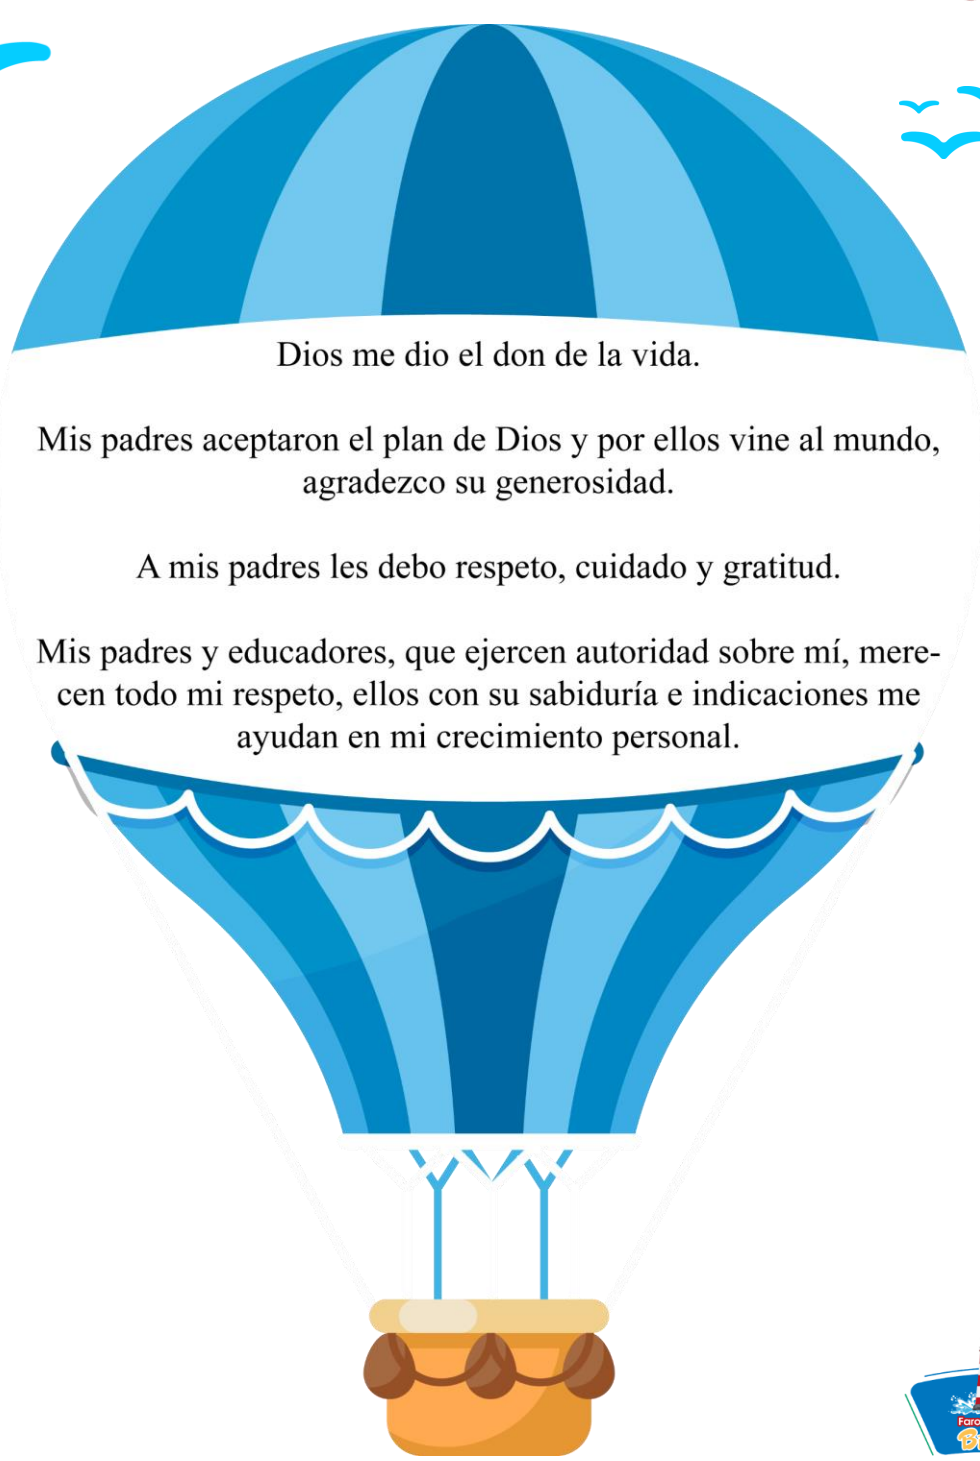 Dios me dio el don de la vida.
Mis padres aceptaron el plan de Dios y por ellos vine al mundo,
agradezco su generosidad.
A mis padres les debo respeto, cuidado y gratitud.
Mis padres y educadores, que ejercen autoridad sobre mí, mere-
cen todo mi respeto, ellos con su sabiduría e indicaciones me
ayudan en mi crecimiento personal.